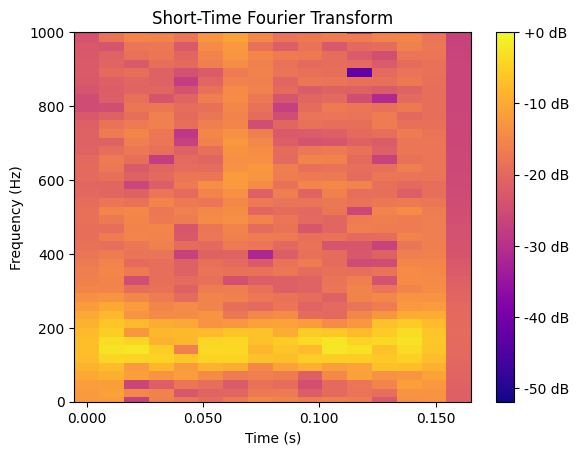 Short-Time Fourier Transform
1000
800
600
400
200
0
Frequency (Hz)
0.000
0.050
0.100
0.150
Time (s)
+0 dB
-10 dB
-20 dB
-30 dB
-40 dB
-50 dB